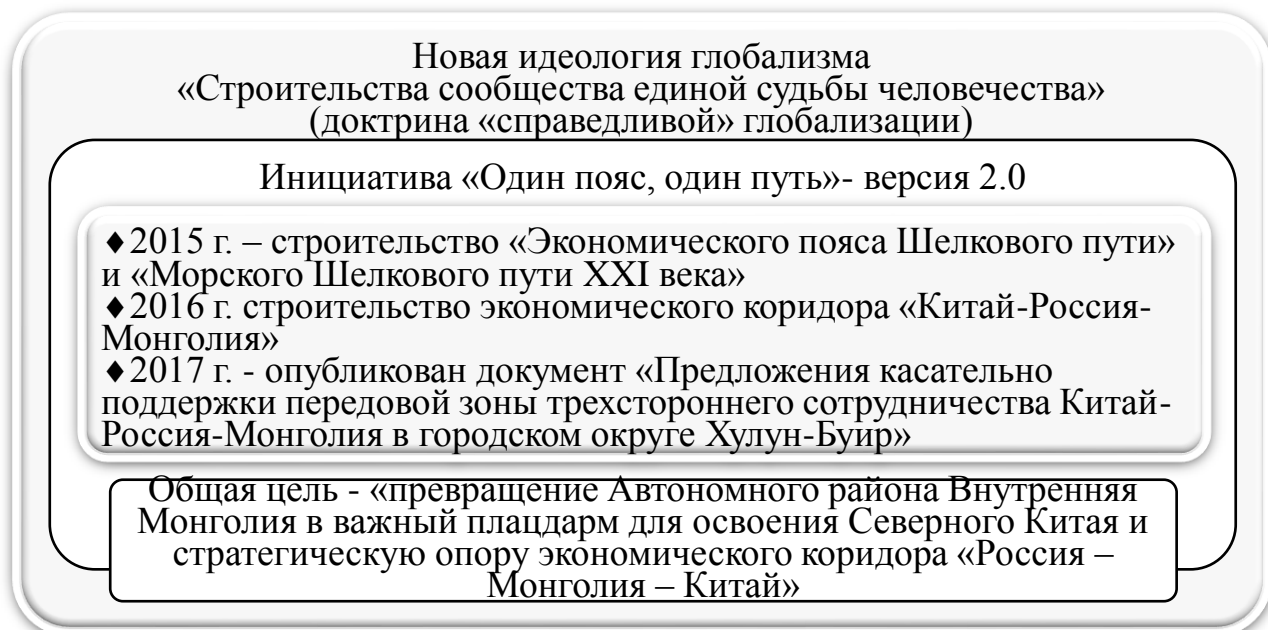 Новая идеология глобализма
«Строительства сообщества единой судьбы человечества»
(доктрина «справедливой» глобализации)
Инициатива «Один пояс, один путь»- версия 2.0
♦2015 г. – строительство «Экономического пояса Шелкового пути»
и «Морского Шелкового пути XXI века»
♦2016 г. строительство экономического коридора «Китай-Россия-
Монголия»
♦2017 г. - опубликован документ «Предложения касательно
поддержки передовой зоны трехстороннего сотрудничества Китай-
Россия-Монголия в городском округе Хулун-Буир»
Общая цель - «превращение Автономного района Внутренняя
Монголия в важный плацдарм для освоения Северного Китая и
стратегическую опору экономического коридора «Россия –
Монголия – Китай»